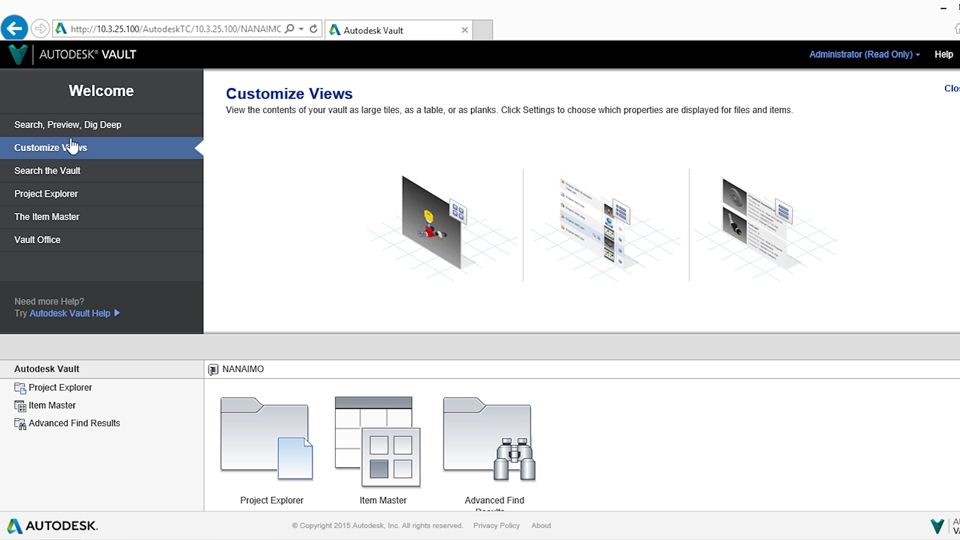 http://10.3.25.100/AutodeskTC/10.3.25.100/NANAIMO
Autodesk Vault
AUTODESK® VAULT
Administrator (Read Only)
Help
Welcome
Search, Preview, Dig Deep
Customize Views
Search the Vault
Project Explorer
The Item Master
Vault Office
Need more Help?
Try Autodesk Vault Help
Customize Views
Clo
View the contents of your vault as large tiles, as a table, or as planks. Click Settings to choose which properties are displayed for files and items.
Autodesk Vault
Project Explorer
Item Master
Advanced Find Results
NANAIMO
Project Explorer
Item Master
Advanced Find
Results
AUTODESK.
© Copyright 2015 Autodesk, Inc. All rights reserved.
Privacy Policy
About